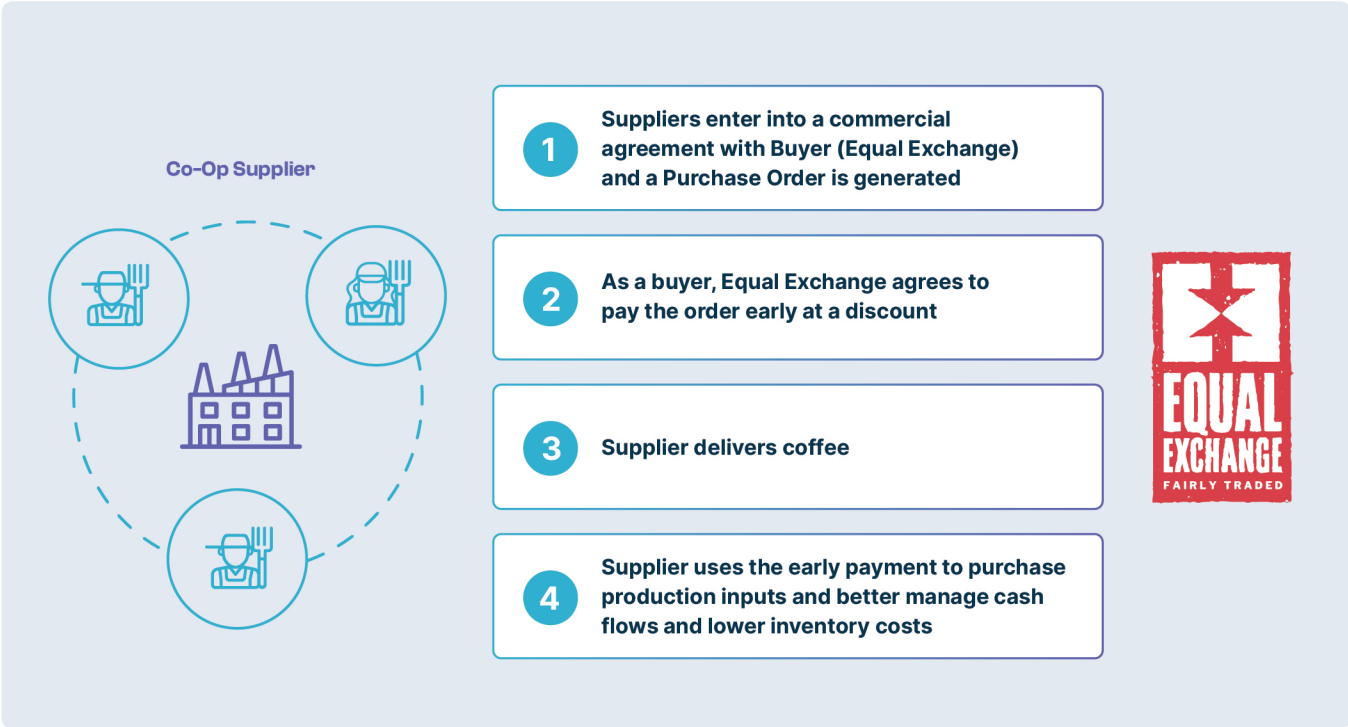 Co-Op Supplier
1
Suppliers enter into a commercial
agreement with Buyer (Equal Exchange)
and a Purchase Order is generated
2
As a buyer, Equal Exchange agrees to
pay the order early at a discount
3
Supplier delivers coffee
4
Supplier uses the early payment to purchase
production inputs and better manage cash
flows and lower inventory costs
EQUAL
EXCHANGE
FAIRLY TRADED